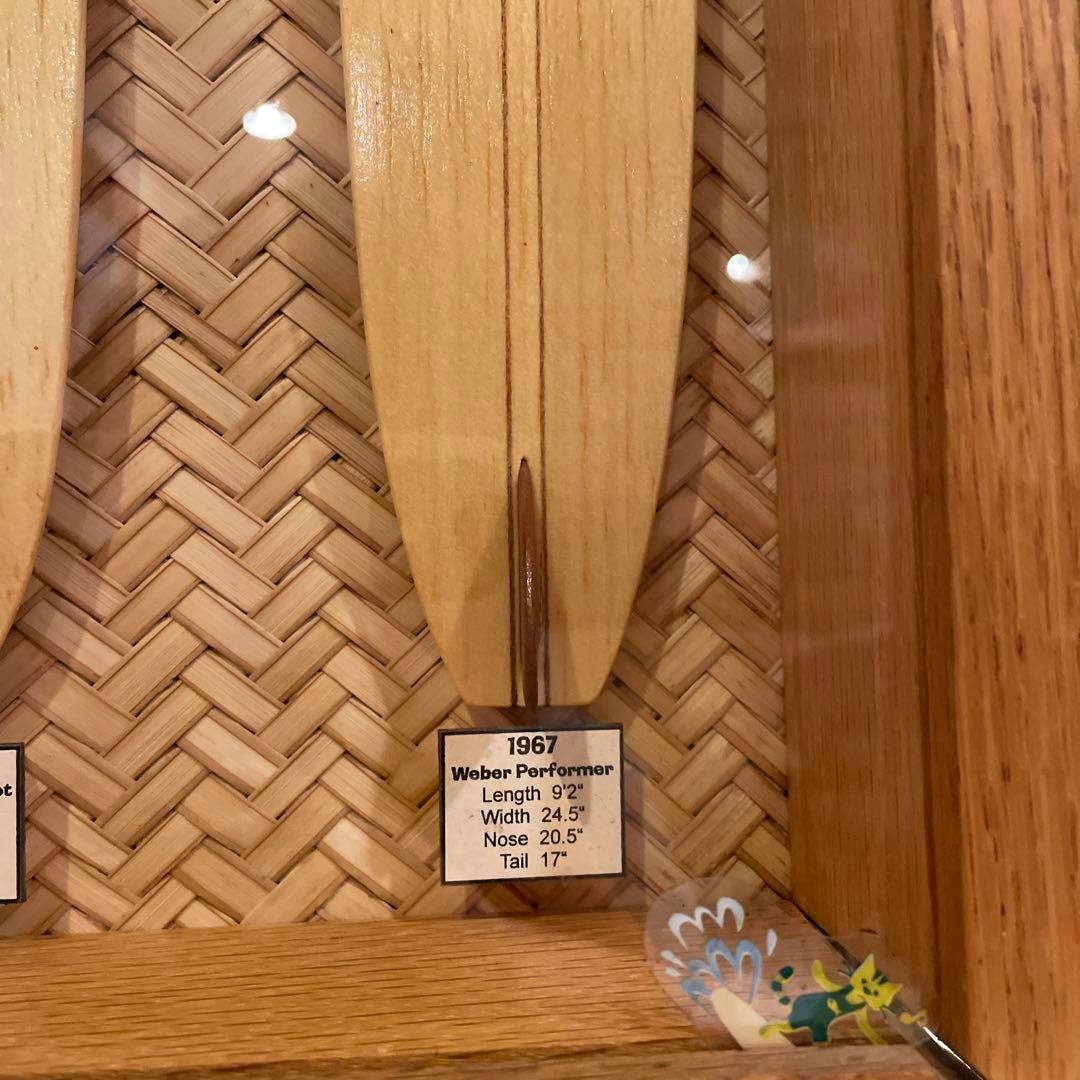 1967
Weber Performer
Length 9'2"
Width 24.5"
Nose 20.5"
Tail 17"